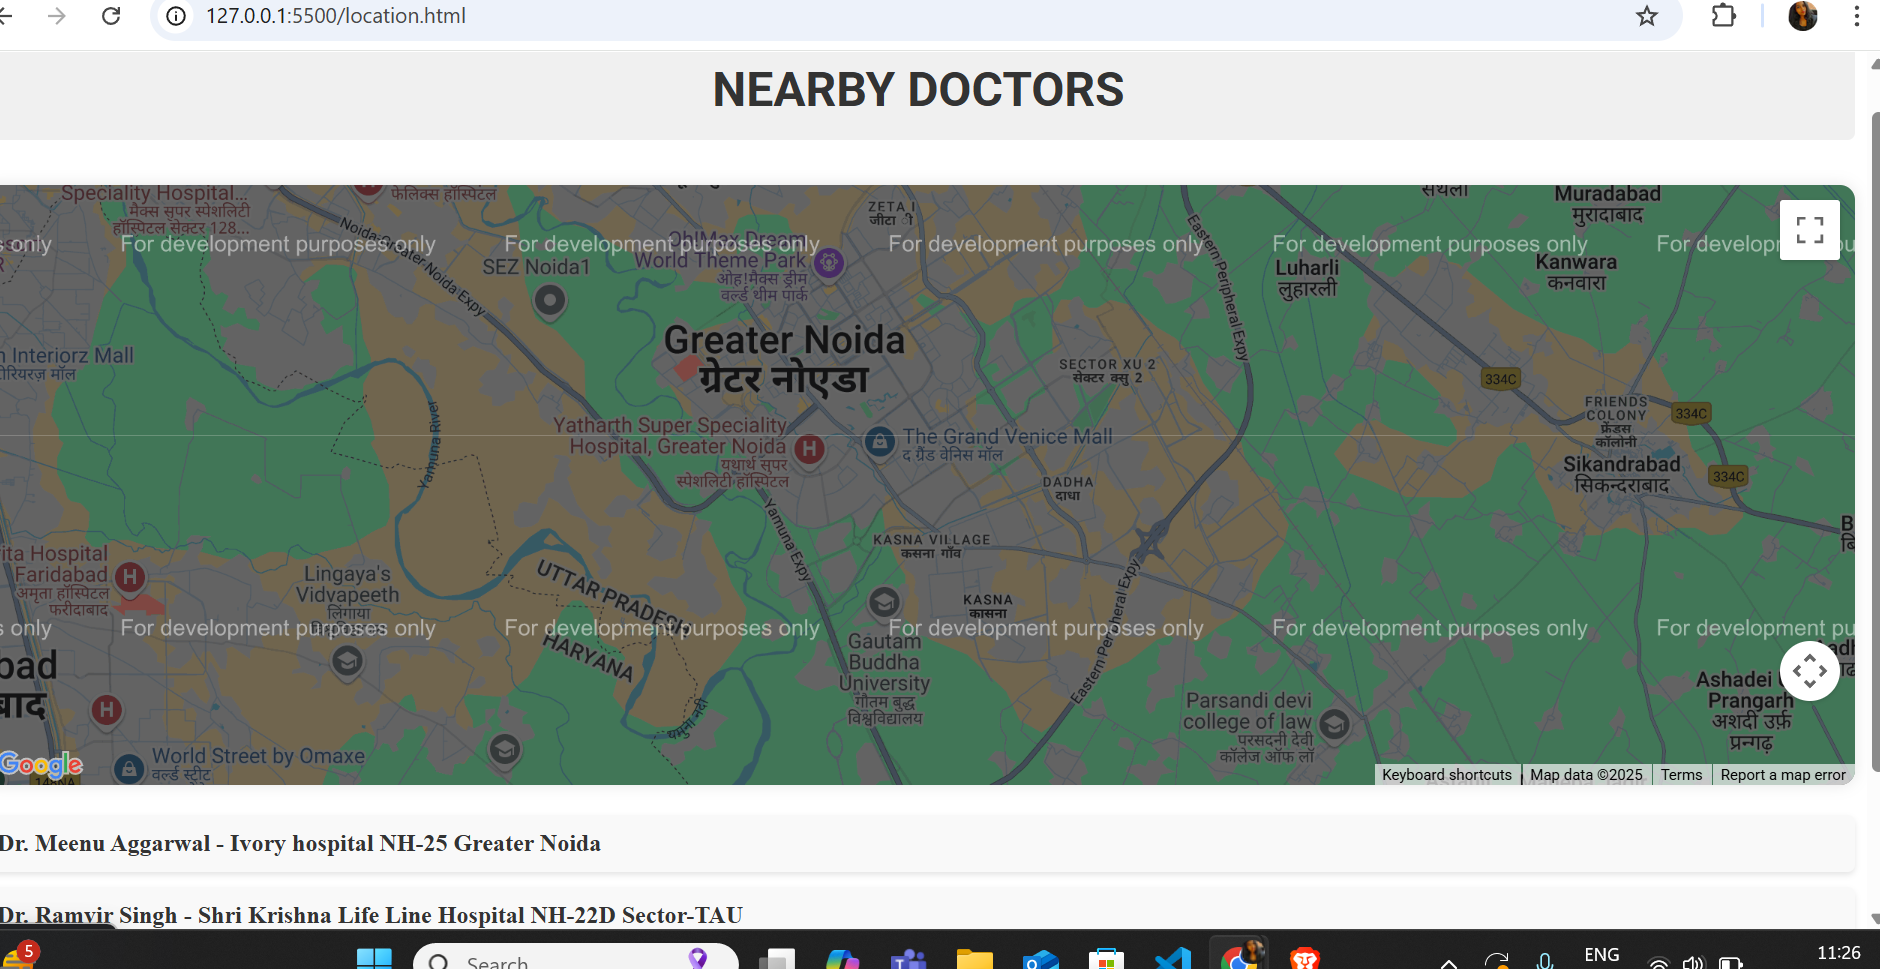 127.0.0.1:5500/location.html
NEARBY DOCTORS
Speciality Hospital...
मैक्स सुपर स्पेशलिटी
हॉस्पिटल सेक्टर 128...
फेलिक्स हॉस्पिटल
ZETA I
जीटा ी
Muradabad
मुरादाबाद
s only
For development purposes only
For development purposes only
For development purposes only
For development purposes only
Noida-Greater Noida Expy
SEZ Noida1
Oh!Max Dream
World Theme Park
ओह!मैक्स ड्रीम
वर्ल्ड थीम पार्क
Eastern Peripheral Expy
Luharli
लुहारली
Kanwara
कनवारा
Interiorz Mall
Greater Noida
ग्रेटर नोएडा
SECTOR XU 2
सेक्टर क्सु 2
334C
FRIENDS
COLONY
फ्रेंडस
कॉलोनी
334C
Yamuna River
Yatharth Super Speciality
Hospital, Greater Noida
यथार्थ सुपर
स्पेशलिटी हॉस्पिटल
The Grand Venice Mall
द ग्रैंड वेनिस मॉल
Sikandrabad
सिकन्दराबाद
334C
DADHA
दाधा
Yamuna Expy
KASNA VILLAGE
कसना गाँव
ita Hospital
Faridabad
अमृता हॉस्पिटल
फरीदाबाद
Lingaya's
Vidvapeeth
लिंगाया
UTTAR PRADESH
HARYANA
KASNA
कासना
Eastern Peripheral Expy
s only
For development purposes only
For development purposes only
For development purposes only
For development purposes only
For development pu
bad
बाद
Gautam
Buddha
University
गौतम बुद्ध
विश्वविद्यालय
Parsandi devi
college of law
परसदनी देवी
कॉलेज ऑफ लॉ
Ashadei
Prangarh
अशदी उर्फ़
प्रन्गढ़
यमुना नदी
World Street by Omaxe
वर्ल्ड स्ट्रीट
Google
148NA
Keyboard shortcuts
Map data ©2025
Terms
Report a map error
Dr. Meenu Aggarwal - Ivory hospital NH-25 Greater Noida
Dr. Ramvir Singh - Shri Krishna Life Line Hospital NH-22D Sector-TAU
5
Search
ENG
11:26